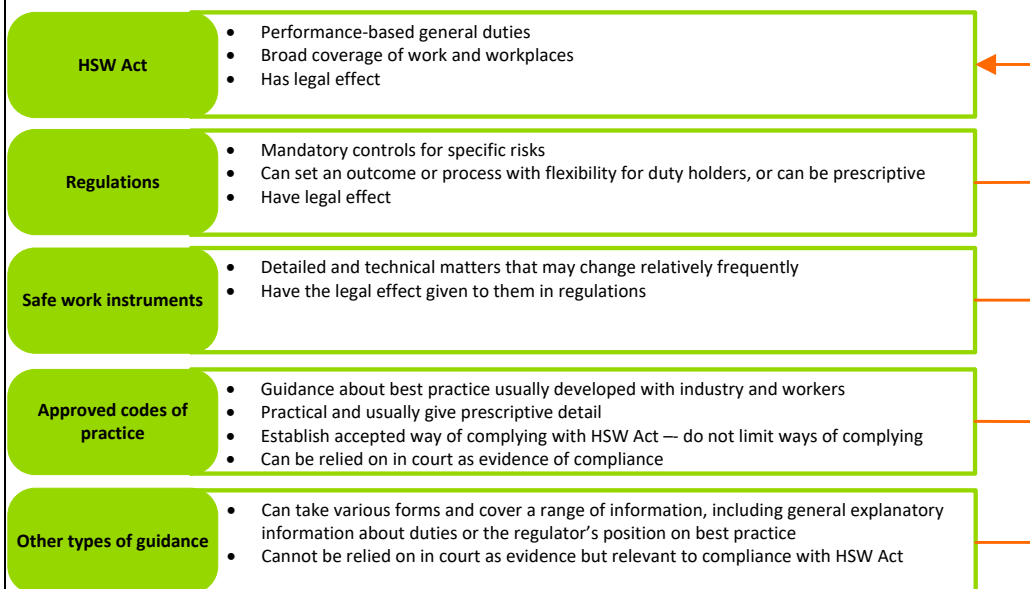 HSW Act
• Performance-based general duties
• Broad coverage of work and workplaces
• Has legal effect
Regulations
• Mandatory controls for specific risks
• Can set an outcome or process with flexibility for duty holders, or can be prescriptive
• Have legal effect
Safe work instruments
• Detailed and technical matters that may change relatively frequently
• Have the legal effect given to them in regulations
Approved codes of
practice
• Guidance about best practice usually developed with industry and workers
• Practical and usually give prescriptive detail
• Establish accepted way of complying with HSW Act –- do not limit ways of complying
• Can be relied on in court as evidence of compliance
Other types of guidance
• Can take various forms and cover a range of information, including general explanatory
information about duties or the regulator’s position on best practice
• Cannot be relied on in court as evidence but relevant to compliance with HSW Act